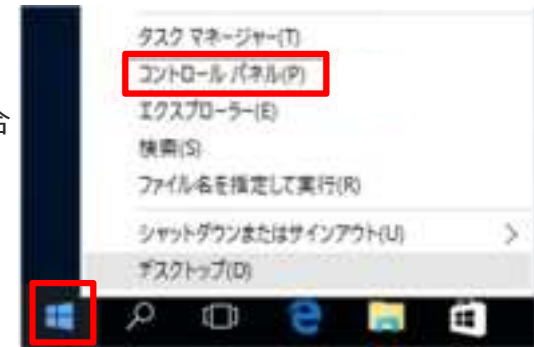 タスク マネージャー(T)
コントロール パネル(P)
エクスプローラー(E)
合
検索(S)
ファイル名を指定して実行(R)
シャットダウンまたはサインアウト(U)
デスクトップ(D)